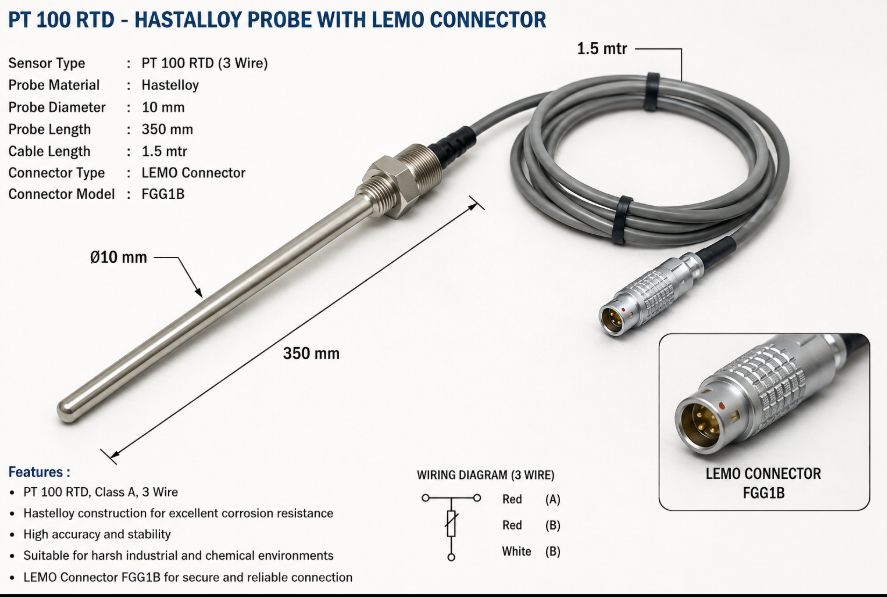 PT 100 RTD - HASTALLOY PROBE WITH LEMO CONNECTOR
Sensor Type : PT 100 RTD (3 Wire)
Probe Material : Hastelloy
Probe Diameter : 10 mm
Probe Length : 350 mm
Cable Length : 1.5 mtr
Connector Type : LEMO Connector
Connector Model : FGG1B
1.5 mtr
Ø10 mm
350 mm
LEMO CONNECTOR
FGG1B
Features :
• PT 100 RTD, Class A, 3 Wire
• Hastelloy construction for excellent corrosion resistance
• High accuracy and stability
• Suitable for harsh industrial and chemical environments
• LEMO Connector FGG1B for secure and reliable connection
WIRING DIAGRAM (3 WIRE)
Red (A)
Red (B)
White (B)